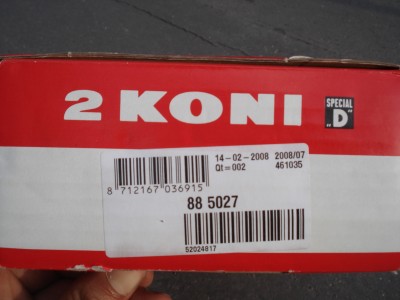 2 KONI SPECIAL „D”
14-02-2008 2008/07
Qt=002 461035
8 712167 036915
88 5027
52024817